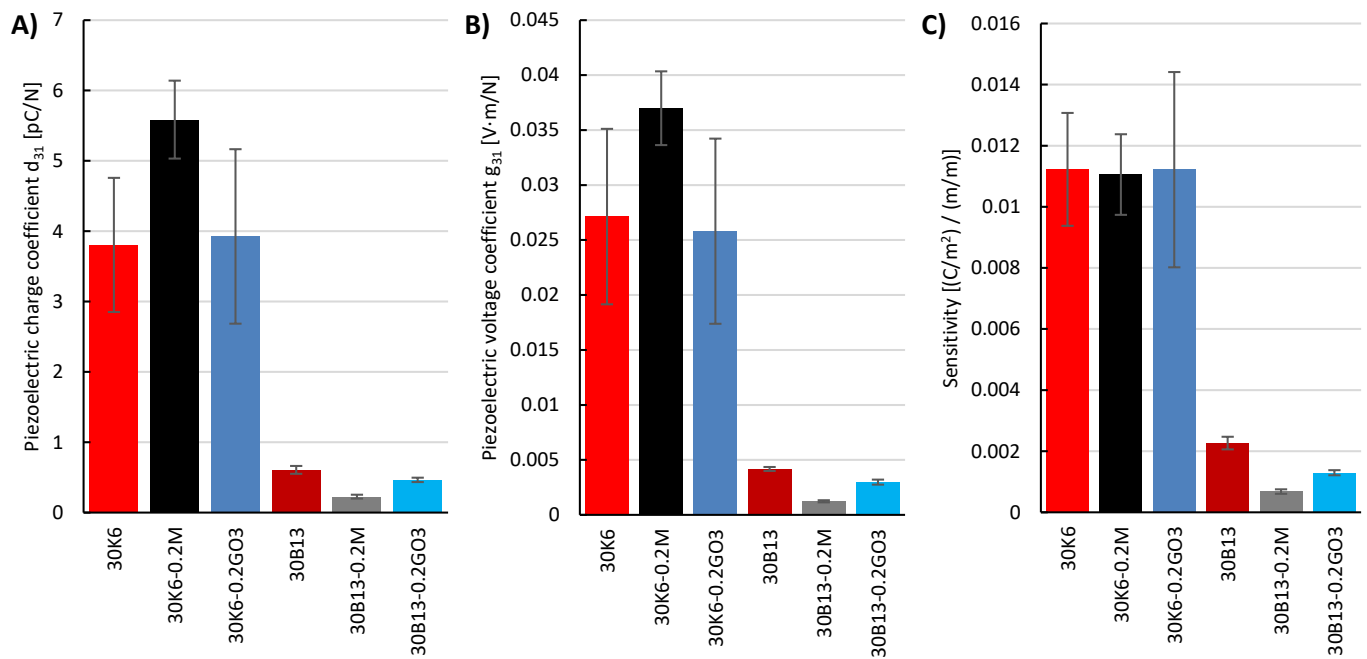 A)
Piezoelectric charge coefficient d₃₁ [pC/N]
7
6
5
4
3
2
1
0
30K6
30K6-0.2M
30K6-0.2GO3
30B13
30B13-0.2M
30B13-0.2GO3
B)
Piezoelectric voltage coefficient g₃₁ [V·m/N]
0.045
0.04
0.035
0.03
0.025
0.02
0.015
0.01
0.005
0
30K6
30K6-0.2M
30K6-0.2GO3
30B13
30B13-0.2M
30B13-0.2GO3
C)
Sensitivity [(C/m²) / (m/m)]
0.016
0.014
0.012
0.01
0.008
0.006
0.004
0.002
0
30K6
30K6-0.2M
30K6-0.2GO3
30B13
30B13-0.2M
30B13-0.2GO3